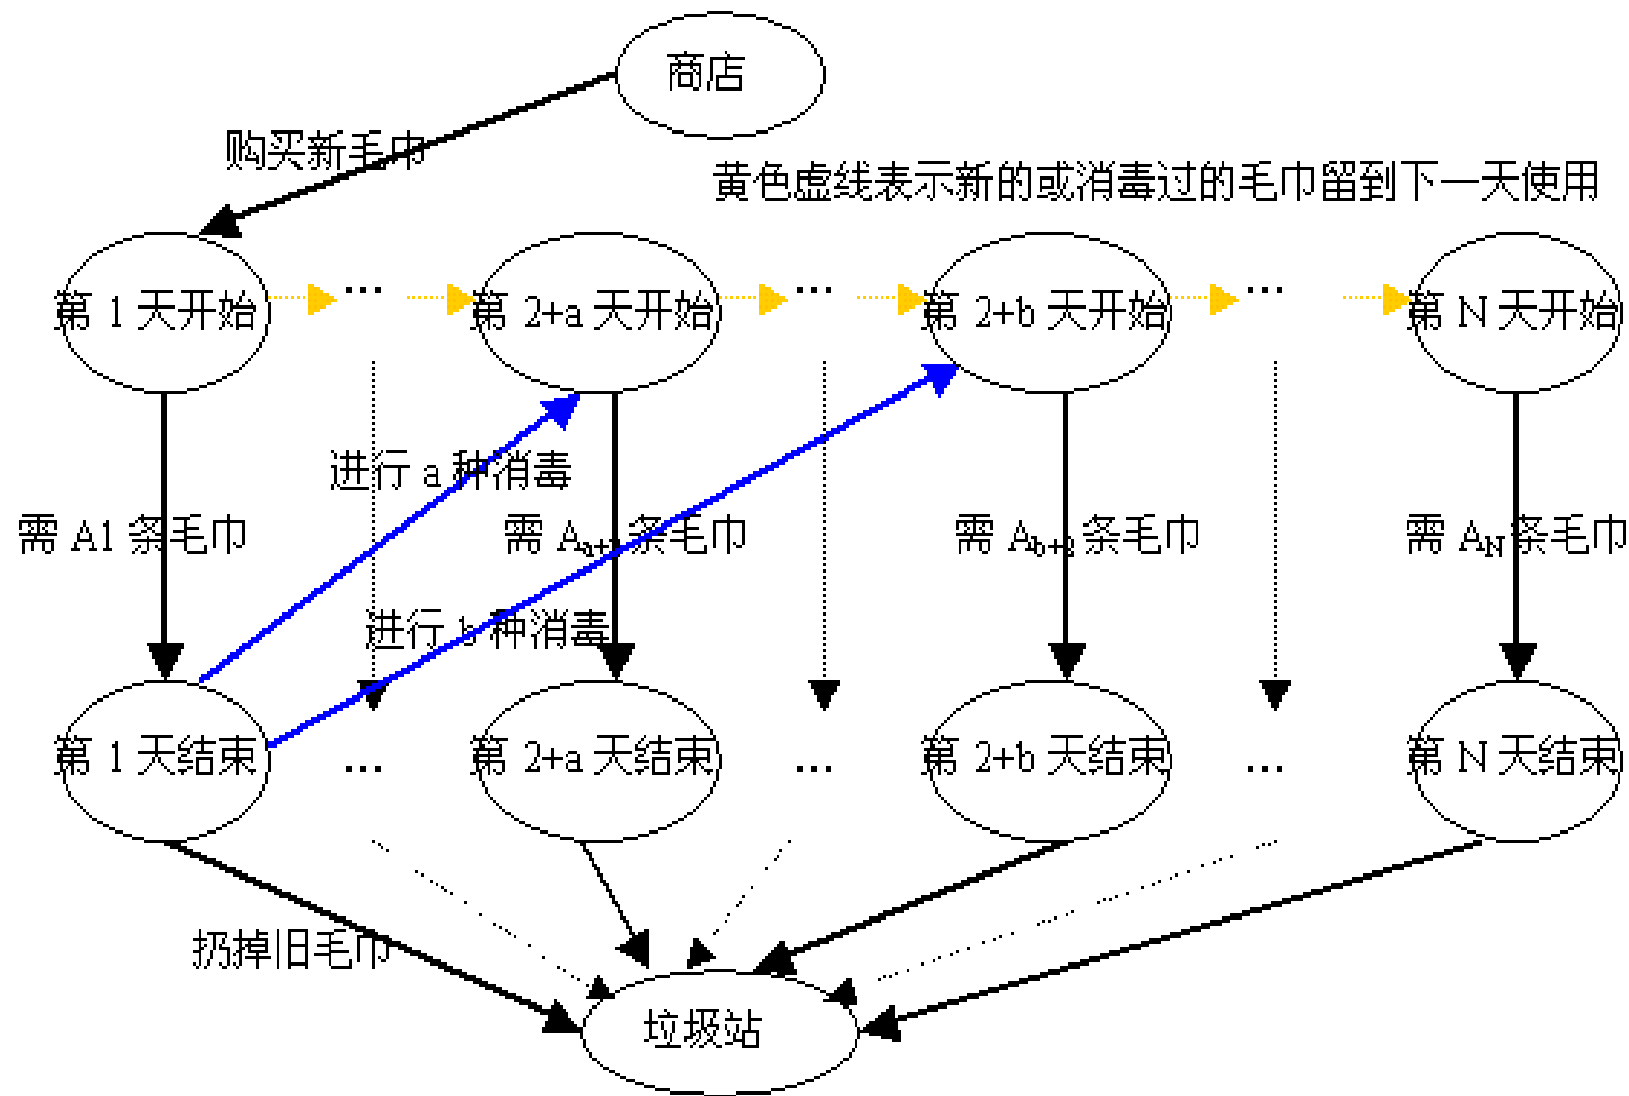 商店
购买新毛巾
黄色虚线表示新的或消毒过的毛巾留到下一天使用
... ... ...
第 1 天开始 第 2+a 天开始 第 2+b 天开始 第 N 天开始
进行 a 种消毒
需 A1 条毛巾 需 Aa+2 条毛巾 需 Ab+2 条毛巾 需 AN 条毛巾
进行 b 种消毒
第 1 天结束 ... 第 2+a 天结束 ... 第 2+b 天结束 ... 第 N 天结束
扔掉旧毛巾
垃圾站